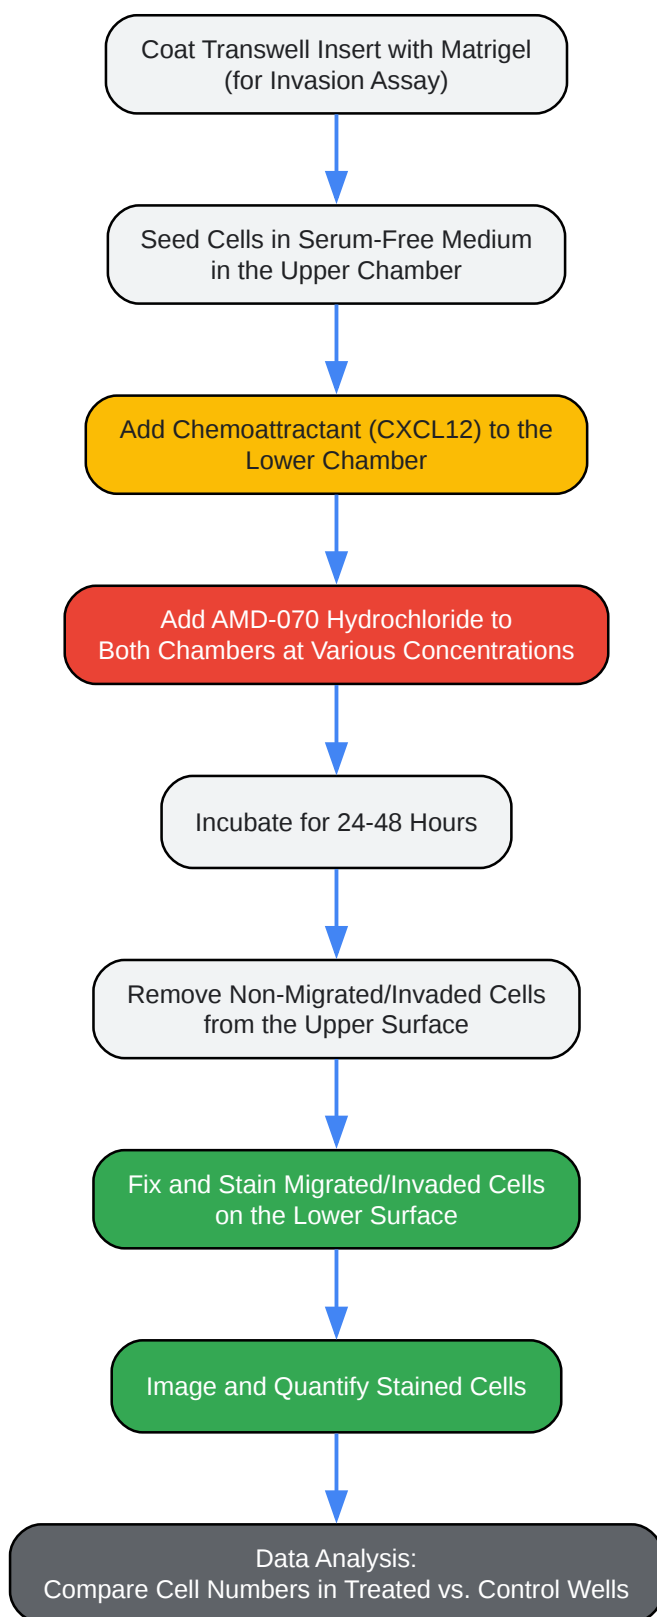 Coat Transwell Insert with Matrigel
(for Invasion Assay)
Seed Cells in Serum-Free Medium
in the Upper Chamber
Add Chemoattractant (CXCL12) to the
Lower Chamber
Add AMD-070 Hydrochloride to
Both Chambers at Various Concentrations
Incubate for 24-48 Hours
Remove Non-Migrated/Invaded Cells
from the Upper Surface
Fix and Stain Migrated/Invaded Cells
on the Lower Surface
Image and Quantify Stained Cells
Data Analysis:
Compare Cell Numbers in Treated vs. Control Wells